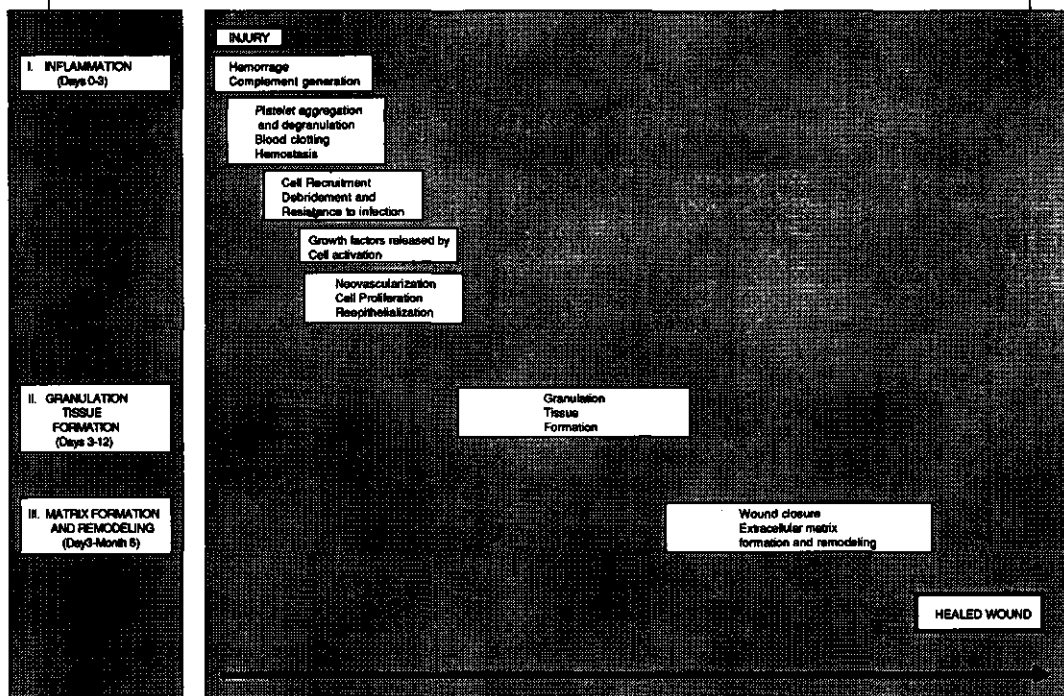 I. INFLAMMATION
(Days 0-3)
II. GRANULATION
TISSUE
FORMATION
(Days 3-12)
III. MATRIX FORMATION
AND REMODELING
(Day3-Month 6)
INJURY
Hemorrage
Complement generation
Platelet aggregation
and degranulation
Blood clotting
Hemostasis
Cell Recruitment
Debridement and
Resistance to infection
Growth factors released by
Cell activation
Neovascularization
Cell Proliferation
Reepithelialization
Granulation
Tissue
Formation
Wound closure
Extracellular matrix
formation and remodeling
HEALED WOUND